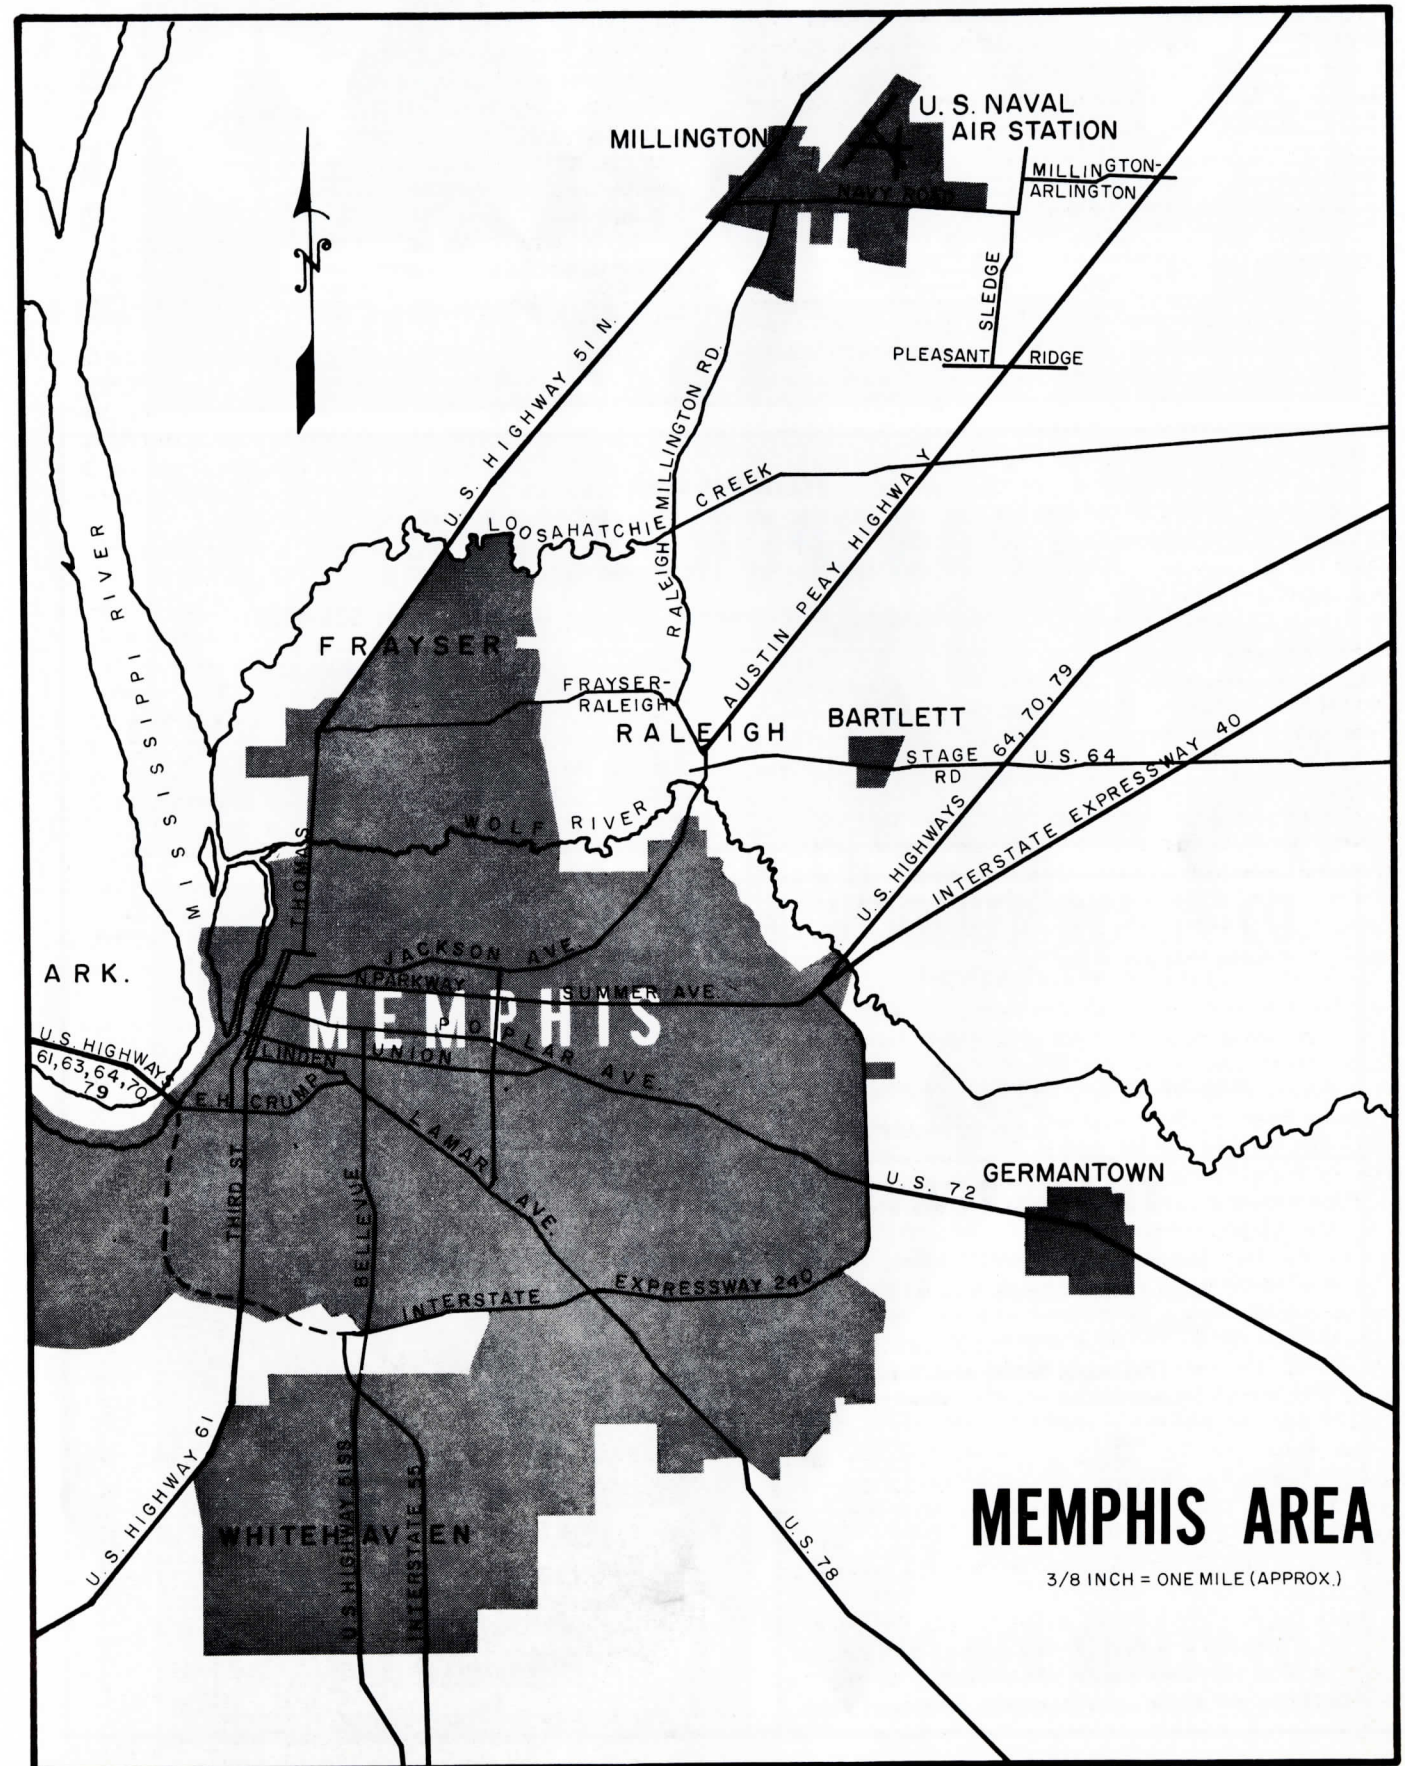 U. S. NAVAL
AIR STATION
MILLINGTON
MILLINGTON-
ARLINGTON
NAVY ROAD
N
SLEDGE
PLEASANT RIDGE
U. S. HIGHWAY 51 N.
RALEIGH MILLINGTON RD.
LOOSAHATCHIE CREEK
AUSTIN PEAY HIGHWAY
MISSISSIPPI RIVER
FRAYSER
FRAYSER-
RALEIGH
RALEIGH
BARTLETT
STAGE
RD
U.S. 64
U.S. HIGHWAYS 64, 70, 79
INTERSTATE EXPRESSWAY 40
WOLF RIVER
THOMAS
JACKSON AVE.
N. PARKWAY
SUMMER AVE.
ARK.
MEMPHIS
POPLAR AVE.
UNION
LINDEN
U.S. HIGHWAYS
61, 63, 64, 70
79
E.H. CRUMP
LAMAR AVE.
THIRD ST.
BELLEVUE
U.S. 72
GERMANTOWN
INTERSTATE EXPRESSWAY 240
U. S. HIGHWAY 61
WHITEHAVEN
U.S. HIGHWAY 51S
INTERSTATE 55
U.S. 78
MEMPHIS AREA
3/8 INCH = ONE MILE (APPROX.)